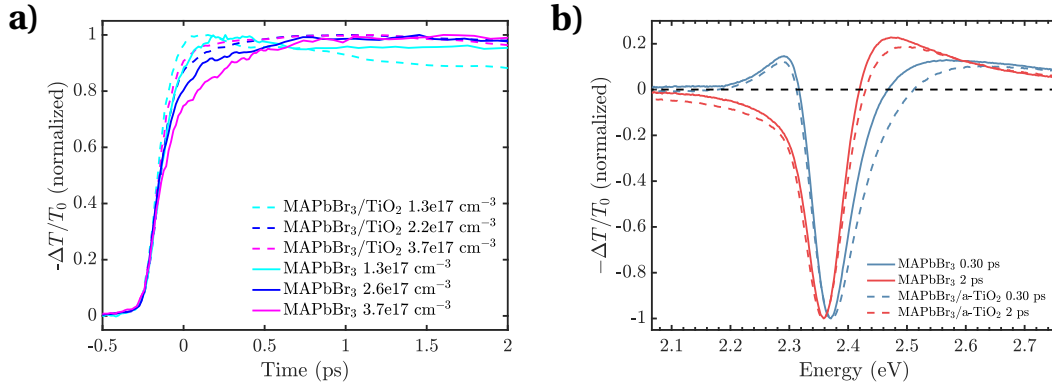 a)
-ΔT/T₀ (normalized)
1
0.8
0.6
0.4
0.2
0
-0.5
0
0.5
1
1.5
2
Time (ps)
MAPbBr₃/TiO₂ 1.3e17 cm⁻³
MAPbBr₃/TiO₂ 2.2e17 cm⁻³
MAPbBr₃/TiO₂ 3.7e17 cm⁻³
MAPbBr₃ 1.3e17 cm⁻³
MAPbBr₃ 2.6e17 cm⁻³
MAPbBr₃ 3.7e17 cm⁻³
b)
−ΔT/T₀ (normalized)
0.2
0
-0.2
-0.4
-0.6
-0.8
-1
2.1
2.2
2.3
2.4
2.5
2.6
2.7
Energy (eV)
MAPbBr₃ 0.30 ps
MAPbBr₃ 2 ps
MAPbBr₃/a-TiO₂ 0.30 ps
MAPbBr₃/a-TiO₂ 2 ps